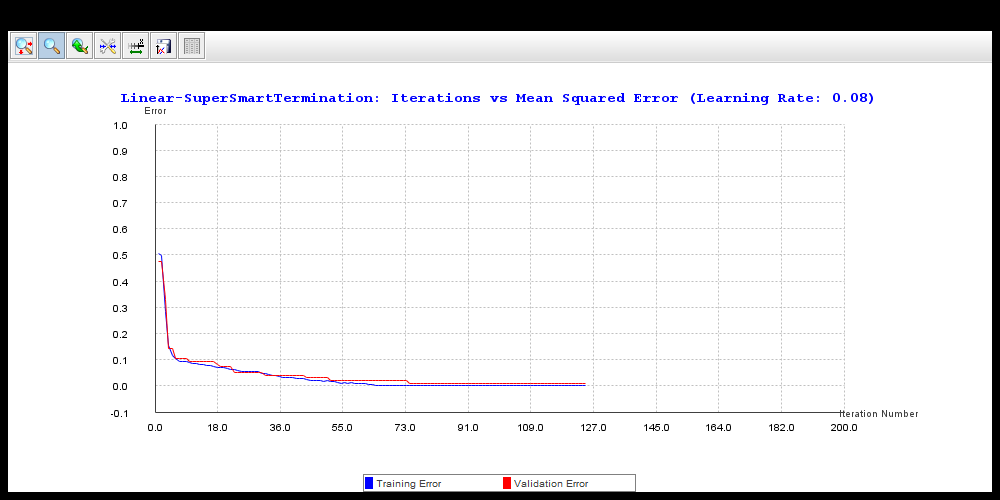 Linear-SuperSmartTermination: Iterations vs Mean Squared Error (Learning Rate: 0.08)
Error
1.0
0.9
0.8
0.7
0.6
0.5
0.4
0.3
0.2
0.1
0.0
-0.1
Iteration Number
0.0 18.0 36.0 55.0 73.0 91.0 109.0 127.0 145.0 164.0 182.0 200.0
Training Error Validation Error